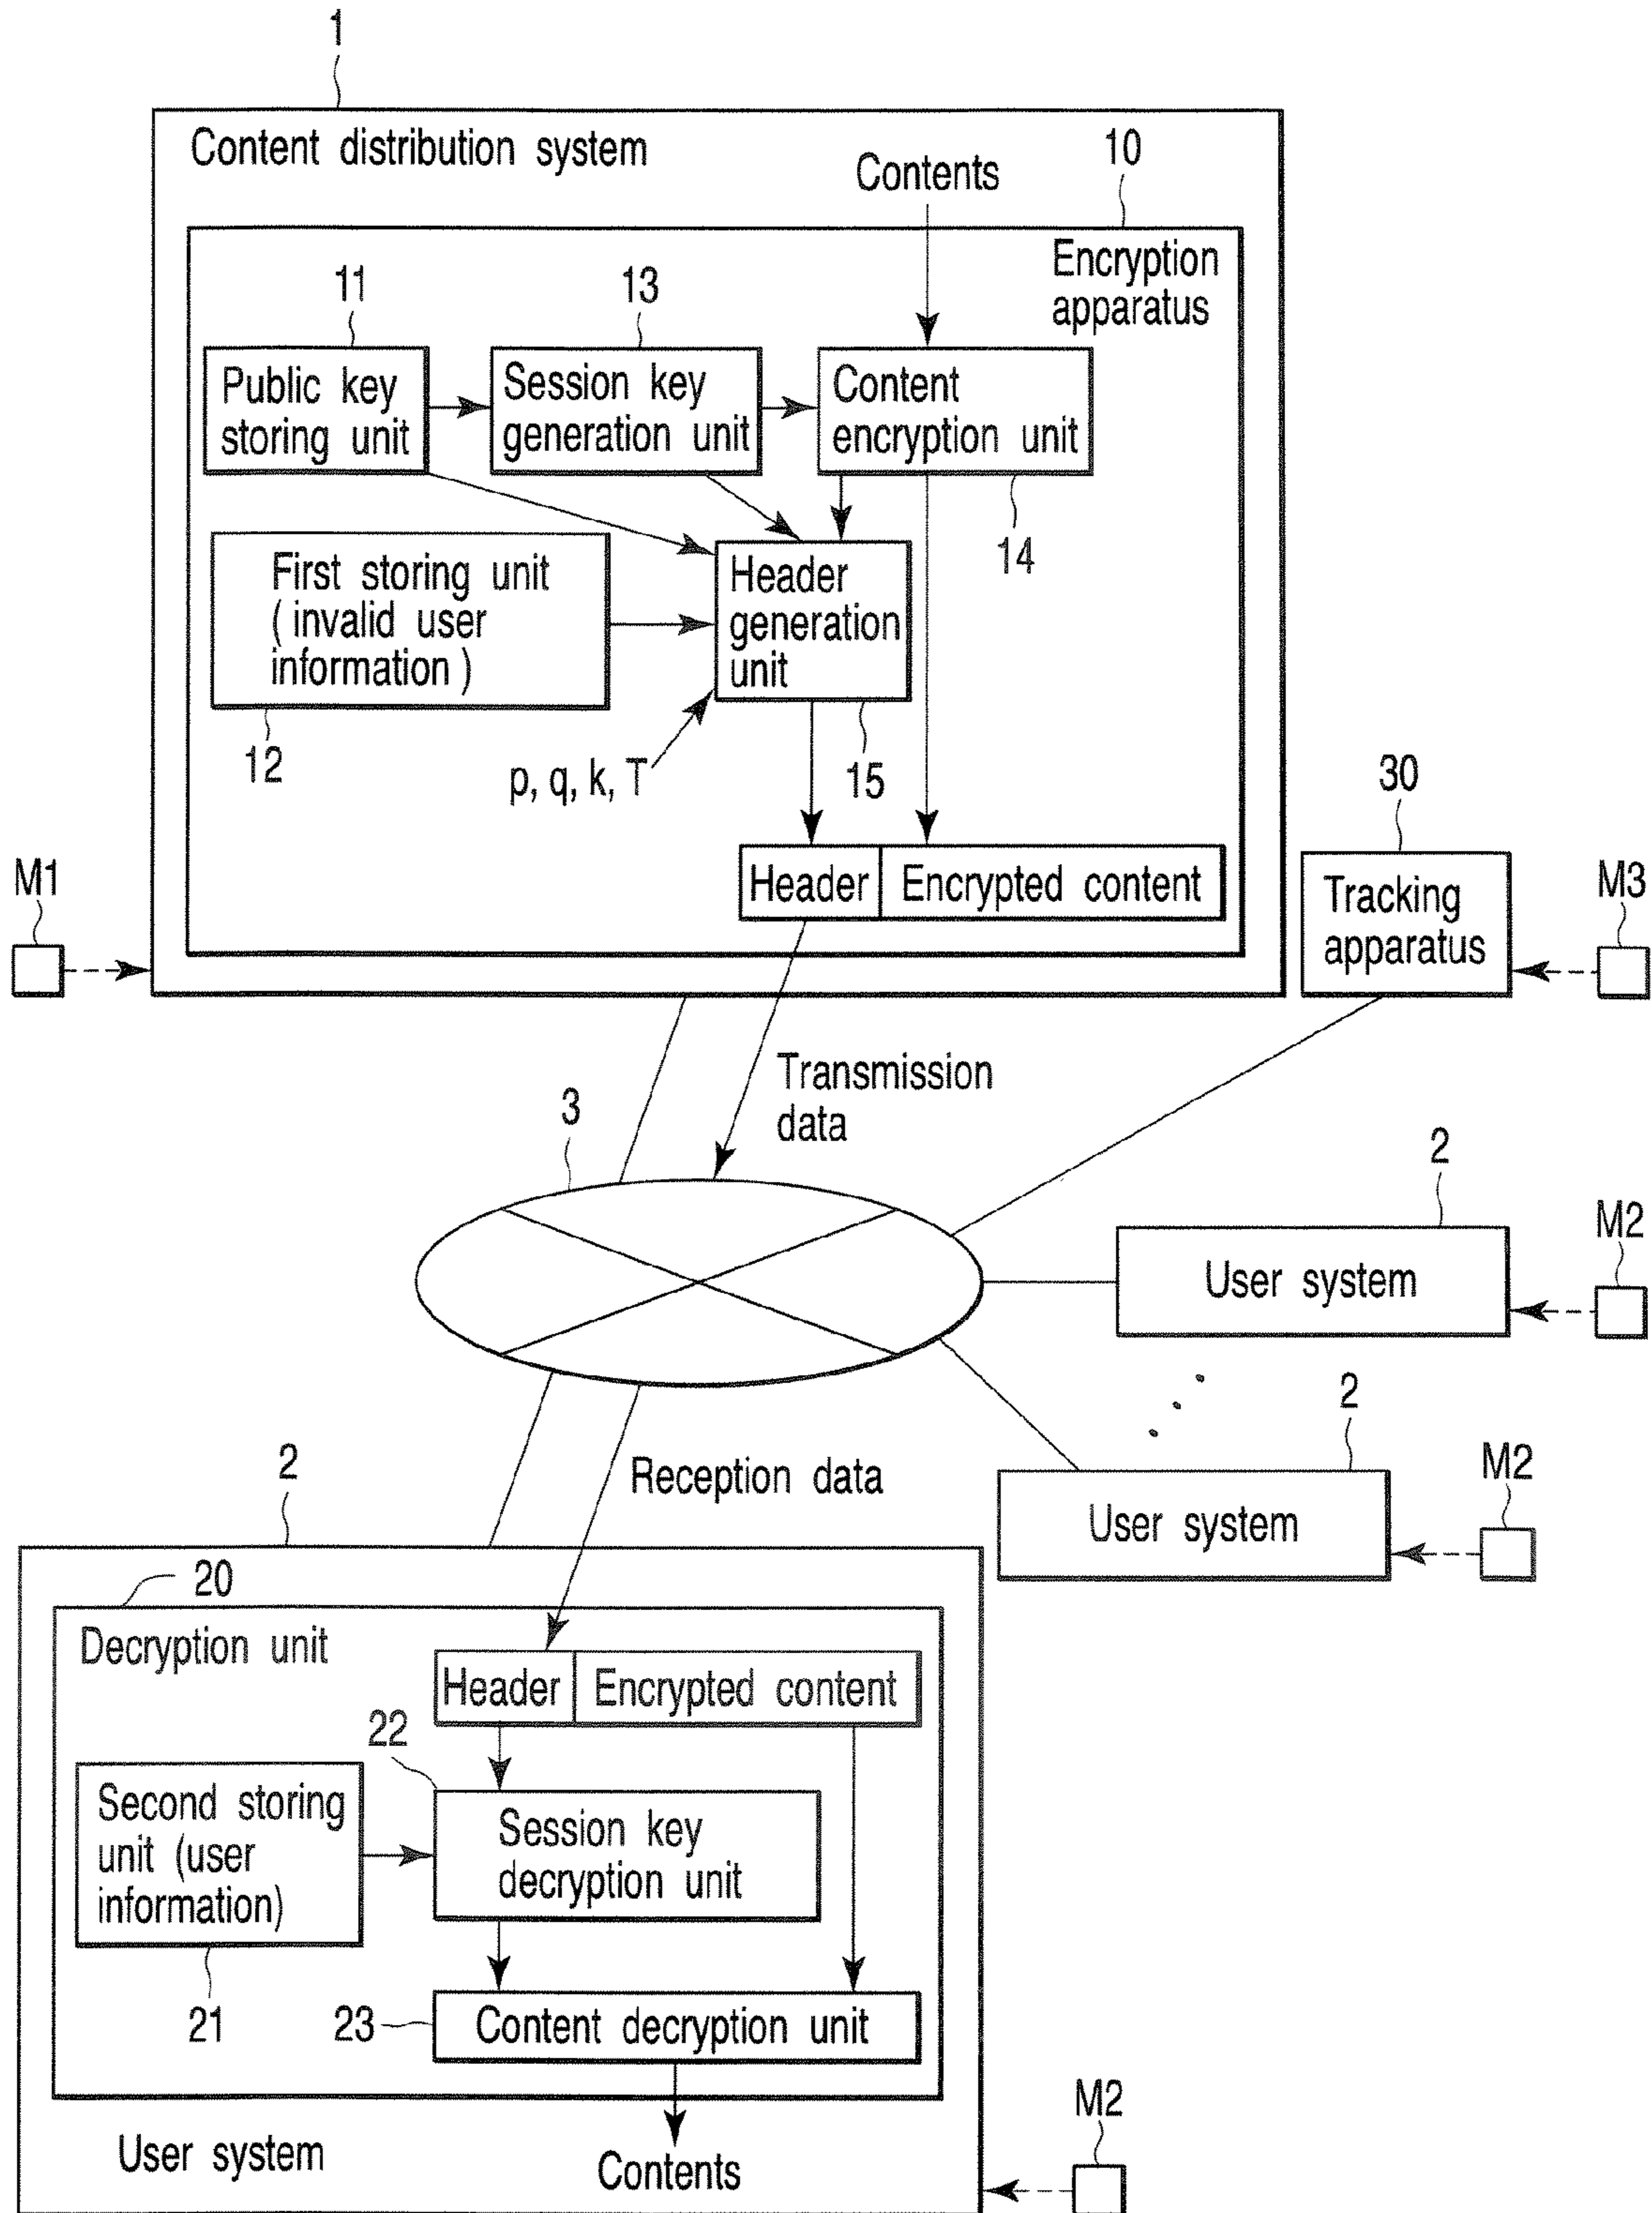 1
Content distribution system
10
Contents
Encryption
apparatus
11
13
Public key
storing unit
Session key
generation unit
Content
encryption unit
14
First storing unit
(invalid user
information)
Header
generation
unit
12
p, q, k, T
15
30
Header
Encrypted content
M1
Tracking
apparatus
M3
Transmission
data
3
2
M2
User system
2
M2
User system
Reception data
2
20
Decryption unit
Header
Encrypted content
22
Second storing
unit (user
information)
Session key
decryption unit
21
23
Content decryption unit
M2
User system
Contents